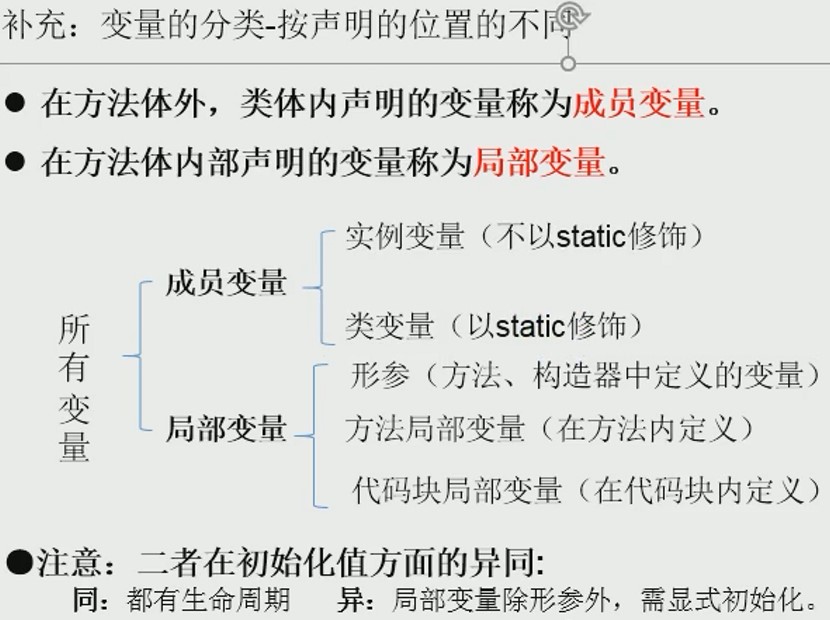 补充：变量的分类-按声明的位置的不同
● 在方法体外，类体内声明的变量称为成员变量。
● 在方法体内部声明的变量称为局部变量。
所有变量
成员变量
实例变量（不以static修饰）
类变量（以static修饰）
局部变量
形参（方法、构造器中定义的变量）
方法局部变量（在方法内定义）
代码块局部变量（在代码块内定义）
●注意：二者在初始化值方面的异同:
同：都有生命周期 异：局部变量除形参外，需显式初始化。